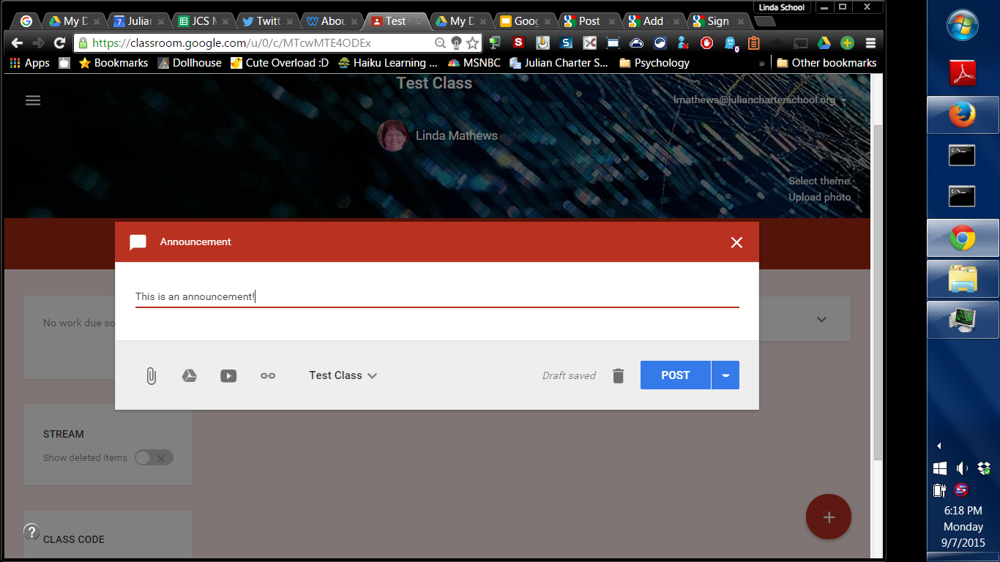 Linda School
My D
Julian
JCS M
Twitt
Abou
Test
My D
Goog
Post
Add
Sign
https://classroom.google.com/u/0/c/MTcwMTE4ODEx
Apps
Bookmarks
Dollhouse
Cute Overload :D
Haiku Learning ...
MSNBC
Julian Charter S...
Psychology
»
Other bookmarks
Test Class
lmathews@juliancharterschool.org
Linda Mathews
Select theme
Upload photo
Announcement
This is an announcement!
No work due so
Test Class
Draft saved
POST
STREAM
Show deleted items
CLASS CODE
6:18 PM
Monday
9/7/2015